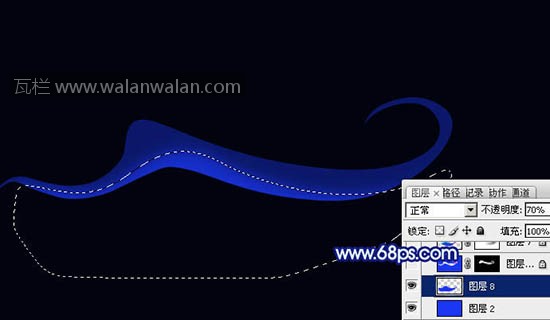 瓦栏 www.walanwalan.com
图层 × 路径 记录 协作 通道
正常 不透明度: 70%
锁定: 填充: 100%
图层 7
图层...
www.68ps.com
图层 8
图层 2